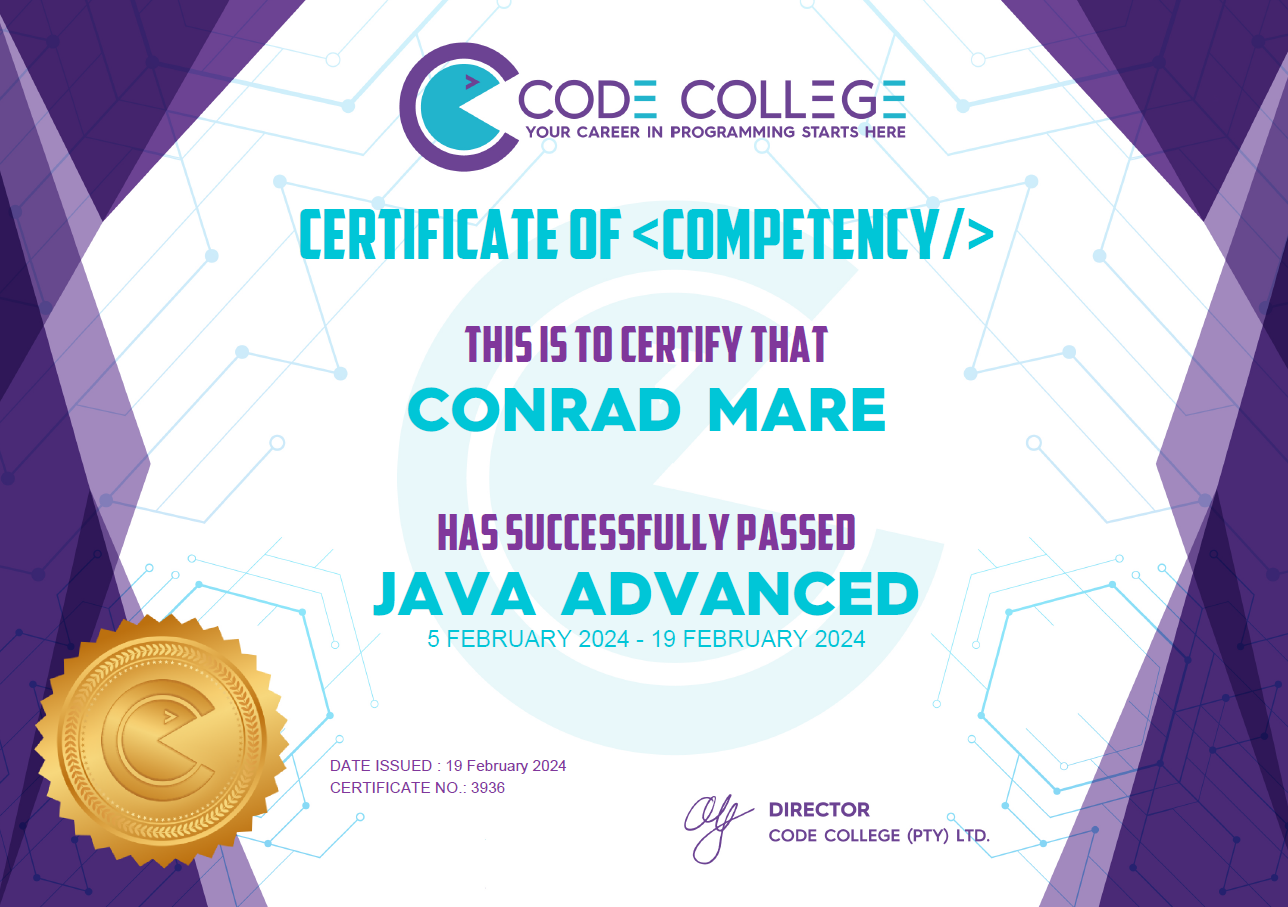 CODE COLLEGE
YOUR CAREER IN PROGRAMMING STARTS HERE
CERTIFICATE OF <COMPETENCY/>
THIS IS TO CERTIFY THAT
CONRAD MARE
HAS SUCCESSFULLY PASSED
JAVA ADVANCED
5 FEBRUARY 2024 - 19 FEBRUARY 2024
DATE ISSUED : 19 February 2024
CERTIFICATE NO.: 3936
DIRECTOR
CODE COLLEGE (PTY) LTD.